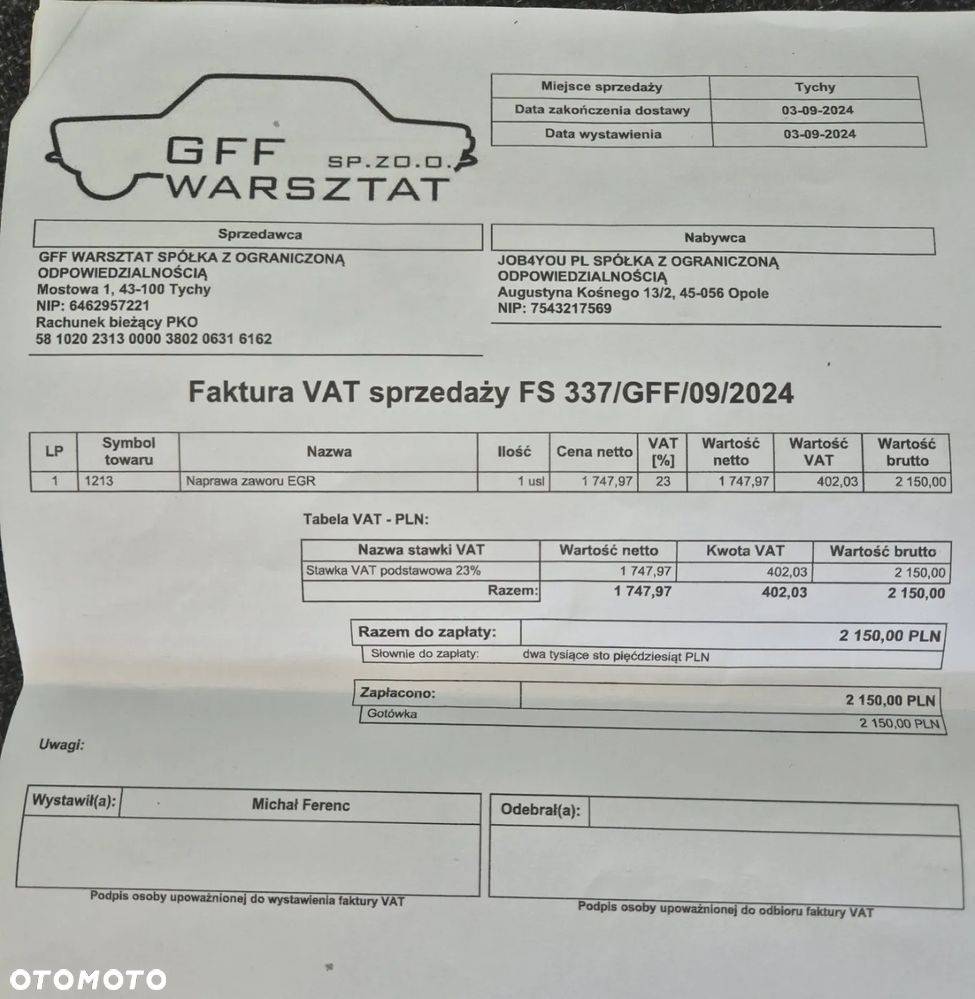 GFF SP.ZO.O.
WARSZTAT
Miejsce sprzedaży Tychy
Data zakończenia dostawy 03-09-2024
Data wystawienia 03-09-2024
Sprzedawca
GFF WARSZTAT SPÓŁKA Z OGRANICZONĄ
ODPOWIEDZIALNOŚCIĄ
Mostowa 1, 43-100 Tychy
NIP: 6462957221
Rachunek bieżący PKO
58 1020 2313 0000 3802 0631 6162
Nabywca
JOB4YOU PL SPÓŁKA Z OGRANICZONĄ
ODPOWIEDZIALNOŚCIĄ
Augustyna Kośnego 13/2, 45-056 Opole
NIP: 7543217569
Faktura VAT sprzedaży FS 337/GFF/09/2024
LP Symbol towaru Nazwa Ilość Cena netto VAT [%] Wartość netto Wartość VAT Wartość brutto
1 1213 Naprawa zaworu EGR 1 usl 1 747,97 23 1 747,97 402,03 2 150,00
Tabela VAT - PLN:
Nazwa stawki VAT Wartość netto Kwota VAT Wartość brutto
Stawka VAT podstawowa 23% 1 747,97 402,03 2 150,00
Razem: 1 747,97 402,03 2 150,00
Razem do zapłaty: 2 150,00 PLN
Słownie do zapłaty: dwa tysiące sto pięćdziesiąt PLN
Zapłacono: 2 150,00 PLN
Gotówka 2 150,00 PLN
Uwagi:
Wystawił(a): Michał Ferenc
Podpis osoby upoważnionej do wystawienia faktury VAT
Odebrał(a):
Podpis osoby upoważnionej do odbioru faktury VAT
OTOMOTO